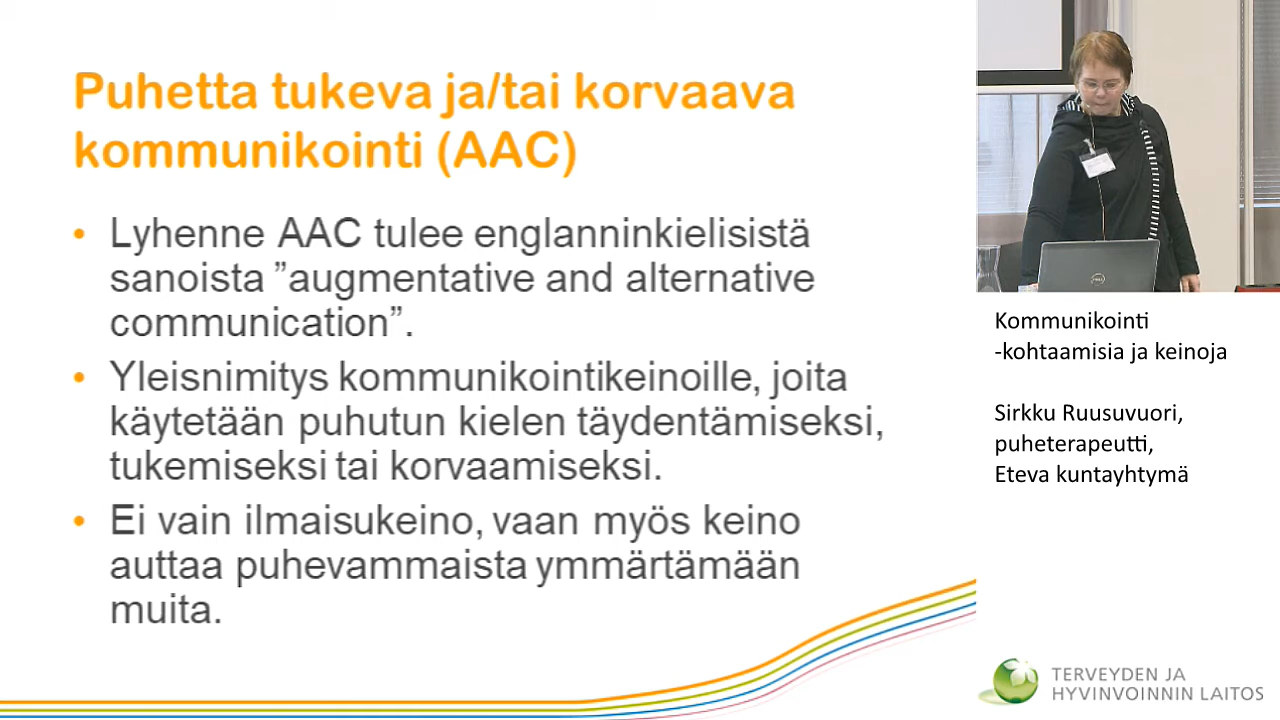 Puhetta tukeva ja/tai korvaava
kommunikointi (AAC)
• Lyhenne AAC tulee englanninkielisistä
sanoista ”augmentative and alternative
communication”.
• Yleisnimitys kommunikointikeinoille, joita
käytetään puhutun kielen täydentämiseksi,
tukemiseksi tai korvaamiseksi.
• Ei vain ilmaisukeino, vaan myös keino
auttaa puhevammaista ymmärtämään
muita.
Kommunikointi
-kohtaamisia ja keinoja
Sirkku Ruusuvuori,
puheterapeutti,
Eteva kuntayhtymä
TERVEYDEN JA
HYVINVOINNIN LAITOS